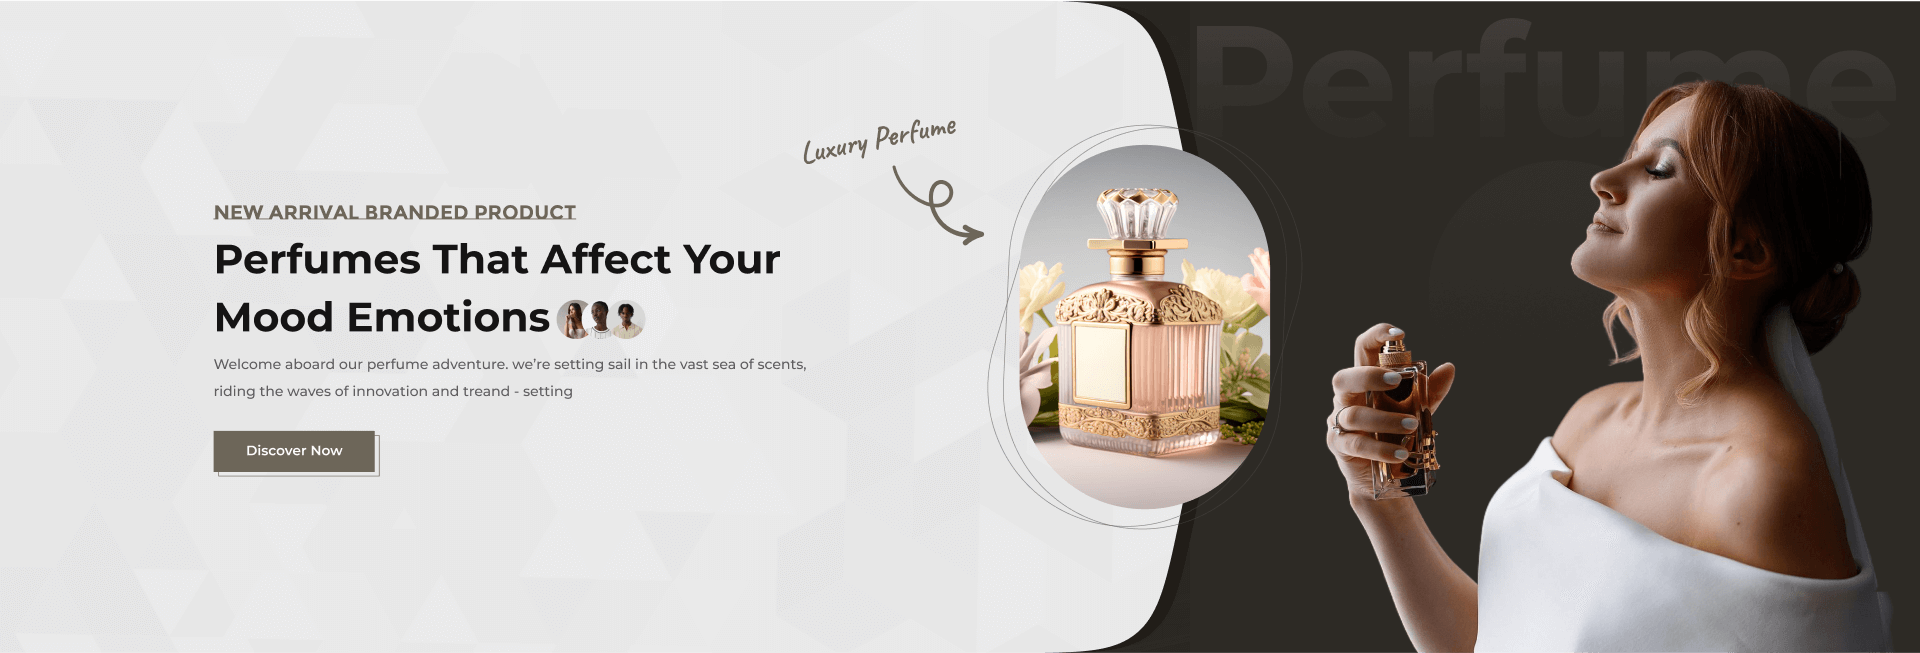 Perfume
Luxury Perfume
NEW ARRIVAL BRANDED PRODUCT
Perfumes That Affect Your
Mood Emotions
Welcome aboard our perfume adventure. we’re setting sail in the vast sea of scents,
riding the waves of innovation and treand - setting
Discover Now